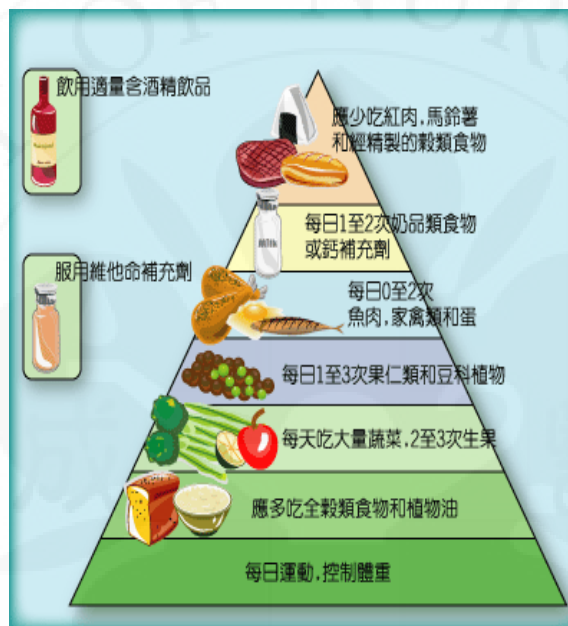 飲用適量含酒精飲品
應少吃紅肉，馬鈴薯
和經精製的穀類食物
每日1至2次奶品類食物
或鈣補充劑
服用維他命補充劑
每日0至2次
魚肉，家禽類和蛋
每日1至3次果仁類和豆科植物
每天吃大量蔬菜，2至3次生果
應多吃全穀類食物和植物油
每日運動，控制體重